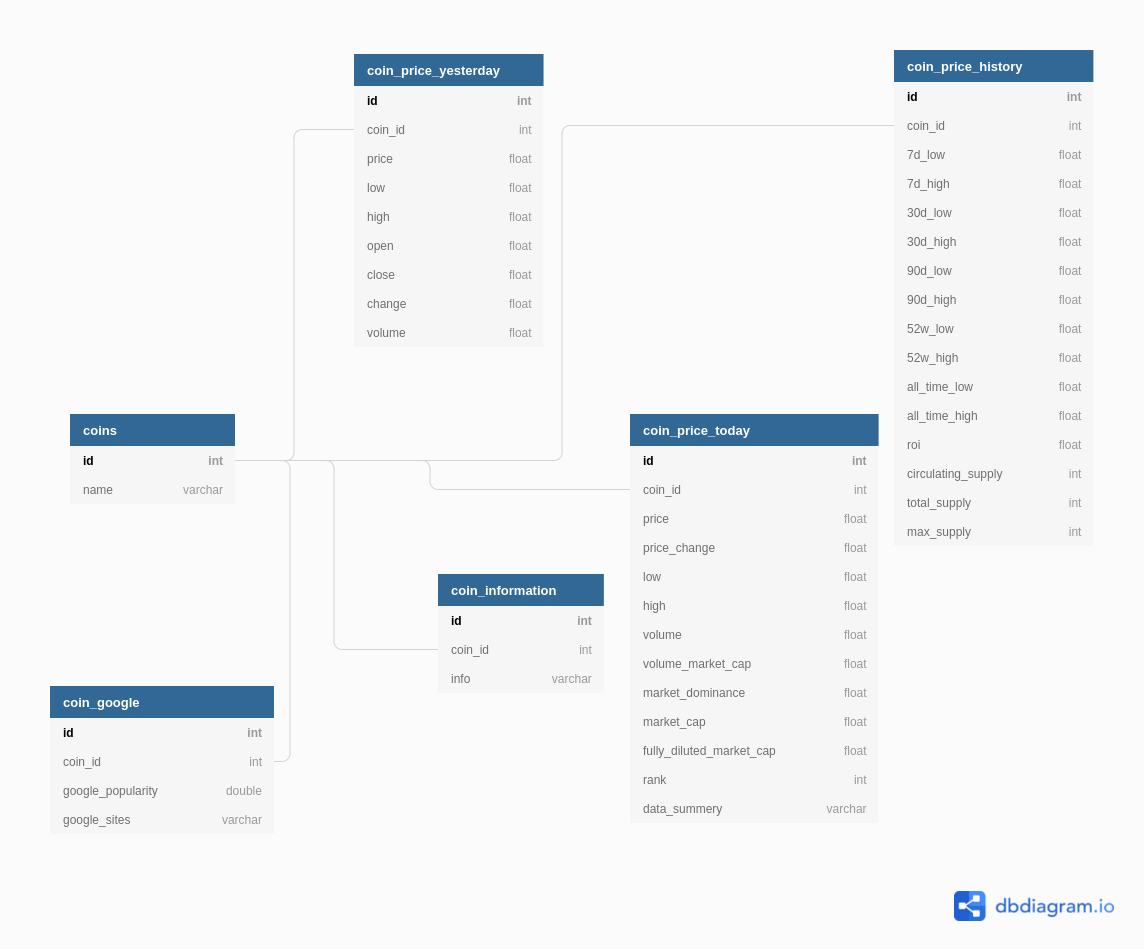 coin_price_yesterday
id int
coin_id int
price float
low float
high float
open float
close float
change float
volume float
coin_price_history
id int
coin_id int
7d_low float
7d_high float
30d_low float
30d_high float
90d_low float
90d_high float
52w_low float
52w_high float
all_time_low float
all_time_high float
roi float
circulating_supply int
total_supply int
max_supply int
coins
id int
name varchar
coin_price_today
id int
coin_id int
price float
price_change float
low float
high float
volume float
volume_market_cap float
market_dominance float
market_cap float
fully_diluted_market_cap float
rank int
data_summery varchar
coin_information
id int
coin_id int
info varchar
coin_google
id int
coin_id int
google_popularity double
google_sites varchar
dbdiagram.io